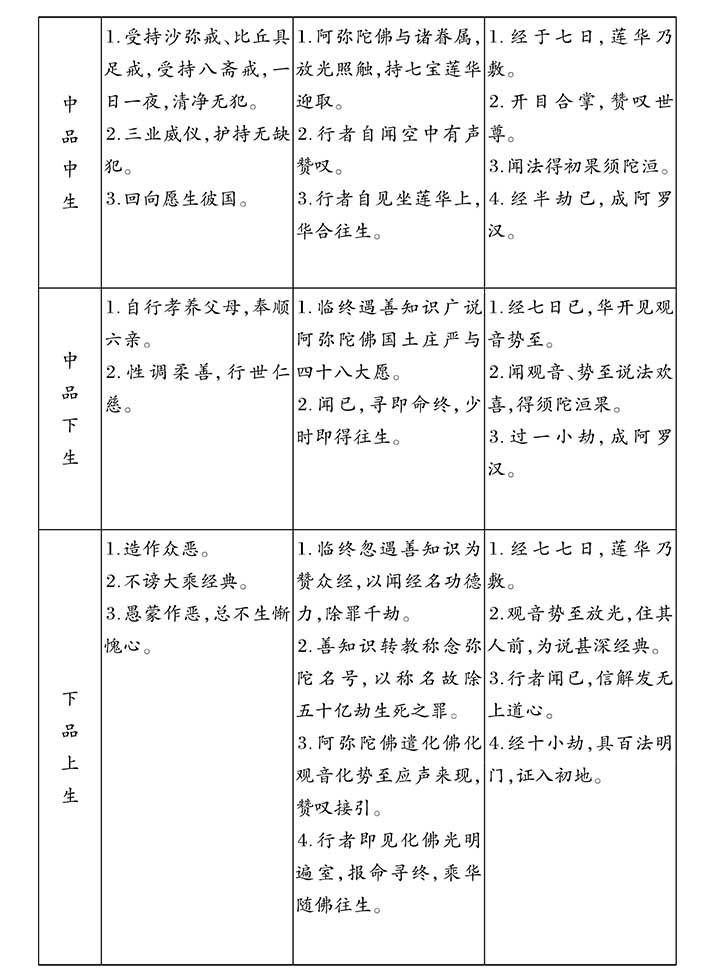 中
品
中
生
1.受持沙弥戒、比丘具
足戒,受持八斋戒,一
日一夜,清净无犯。
2.三业威仪,护持无缺
犯。
3.回向愿生彼国。
1.阿弥陀佛与诸眷属,
放光照触,持七宝莲华
迎取。
2.行者自闻空中有声
赞叹。
3.行者自见坐莲华上,
华合往生。
1.经于七日,莲华乃
敷。
2.开目合掌,赞叹世
尊。
3.闻法得初果须陀洹。
4.经半劫已,成阿罗
汉。
中
品
下
生
1.自行孝养父母,奉顺
六亲。
2.性调柔善,行世仁
慈。
1.临终遇善知识广说
阿弥陀佛国土庄严与
四十八大愿。
2.闻已,寻即命终,少
时即得往生。
1.经七日已,华开见观
音势至。
2.闻观音、势至说法欢
喜,得须陀洹果。
3.过一小劫,成阿罗
汉。
下
品
上
生
1.造作众恶。
2.不谤大乘经典。
3.愚蒙作恶,总不生惭
愧心。
1.临终忽遇善知识为
赞众经,以闻经名功德
力,除罪千劫。
2.善知识转教称念弥
陀名号,以称名故除
五十亿劫生死之罪。
3.阿弥陀佛遣化佛化
观音化势至应声来现,
赞叹接引。
4.行者即见化佛光明
遍室,报命寻终,乘华
随佛往生。
1.经七七日,莲华乃
敷。
2.观音势至放光,住其
人前,为说甚深经典。
3.行者闻已,信解发无
上道心。
4.经十小劫,具百法明
门,证入初地。